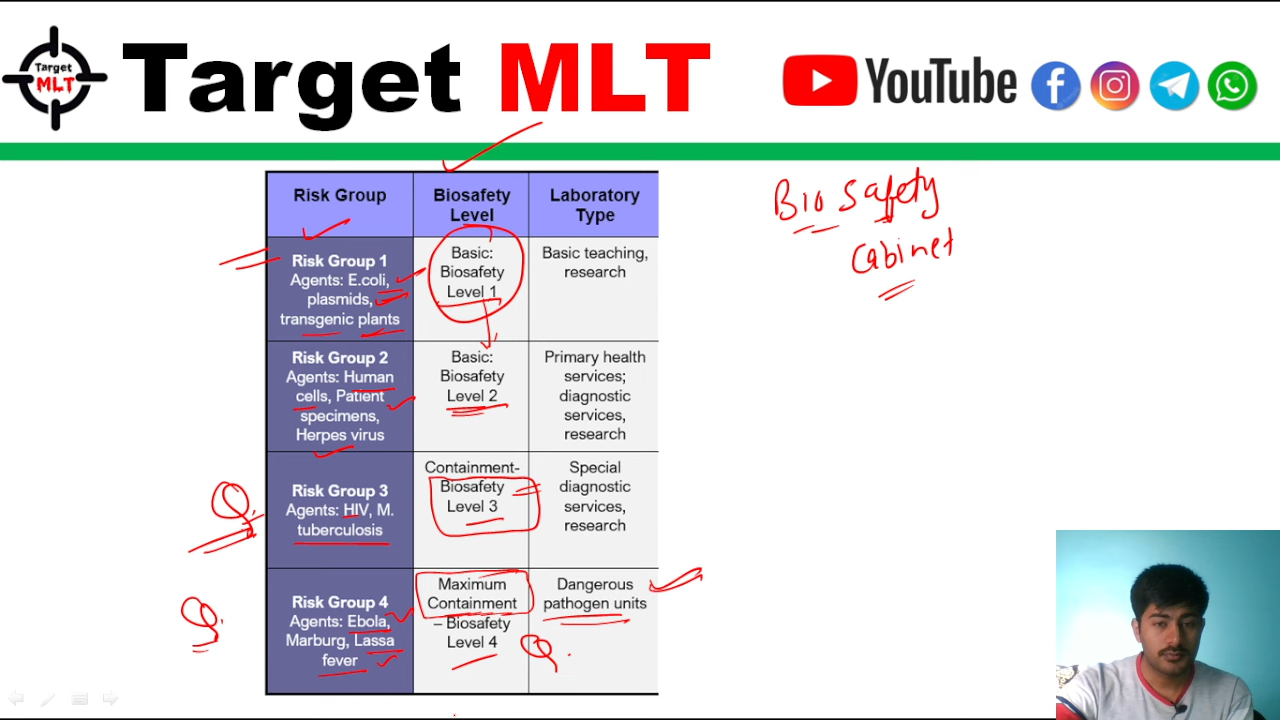 Target
MLT
Target MLT
YouTube
Risk Group
Biosafety
Level
Laboratory
Type
Risk Group 1
Agents: E.coli,
plasmids,
transgenic plants
Basic:
Biosafety
Level 1
Basic teaching,
research
Risk Group 2
Agents: Human
cells, Patient
specimens,
Herpes virus
Basic:
Biosafety
Level 2
Primary health
services;
diagnostic
services,
research
Risk Group 3
Agents: HIV, M.
tuberculosis
Containment-
Biosafety
Level 3
Special
diagnostic
services,
research
Risk Group 4
Agents: Ebola,
Marburg, Lassa
fever
Maximum
Containment
– Biosafety
Level 4
Dangerous
pathogen units
Bio Safety
Cabinet
Q.
Q.
Q.